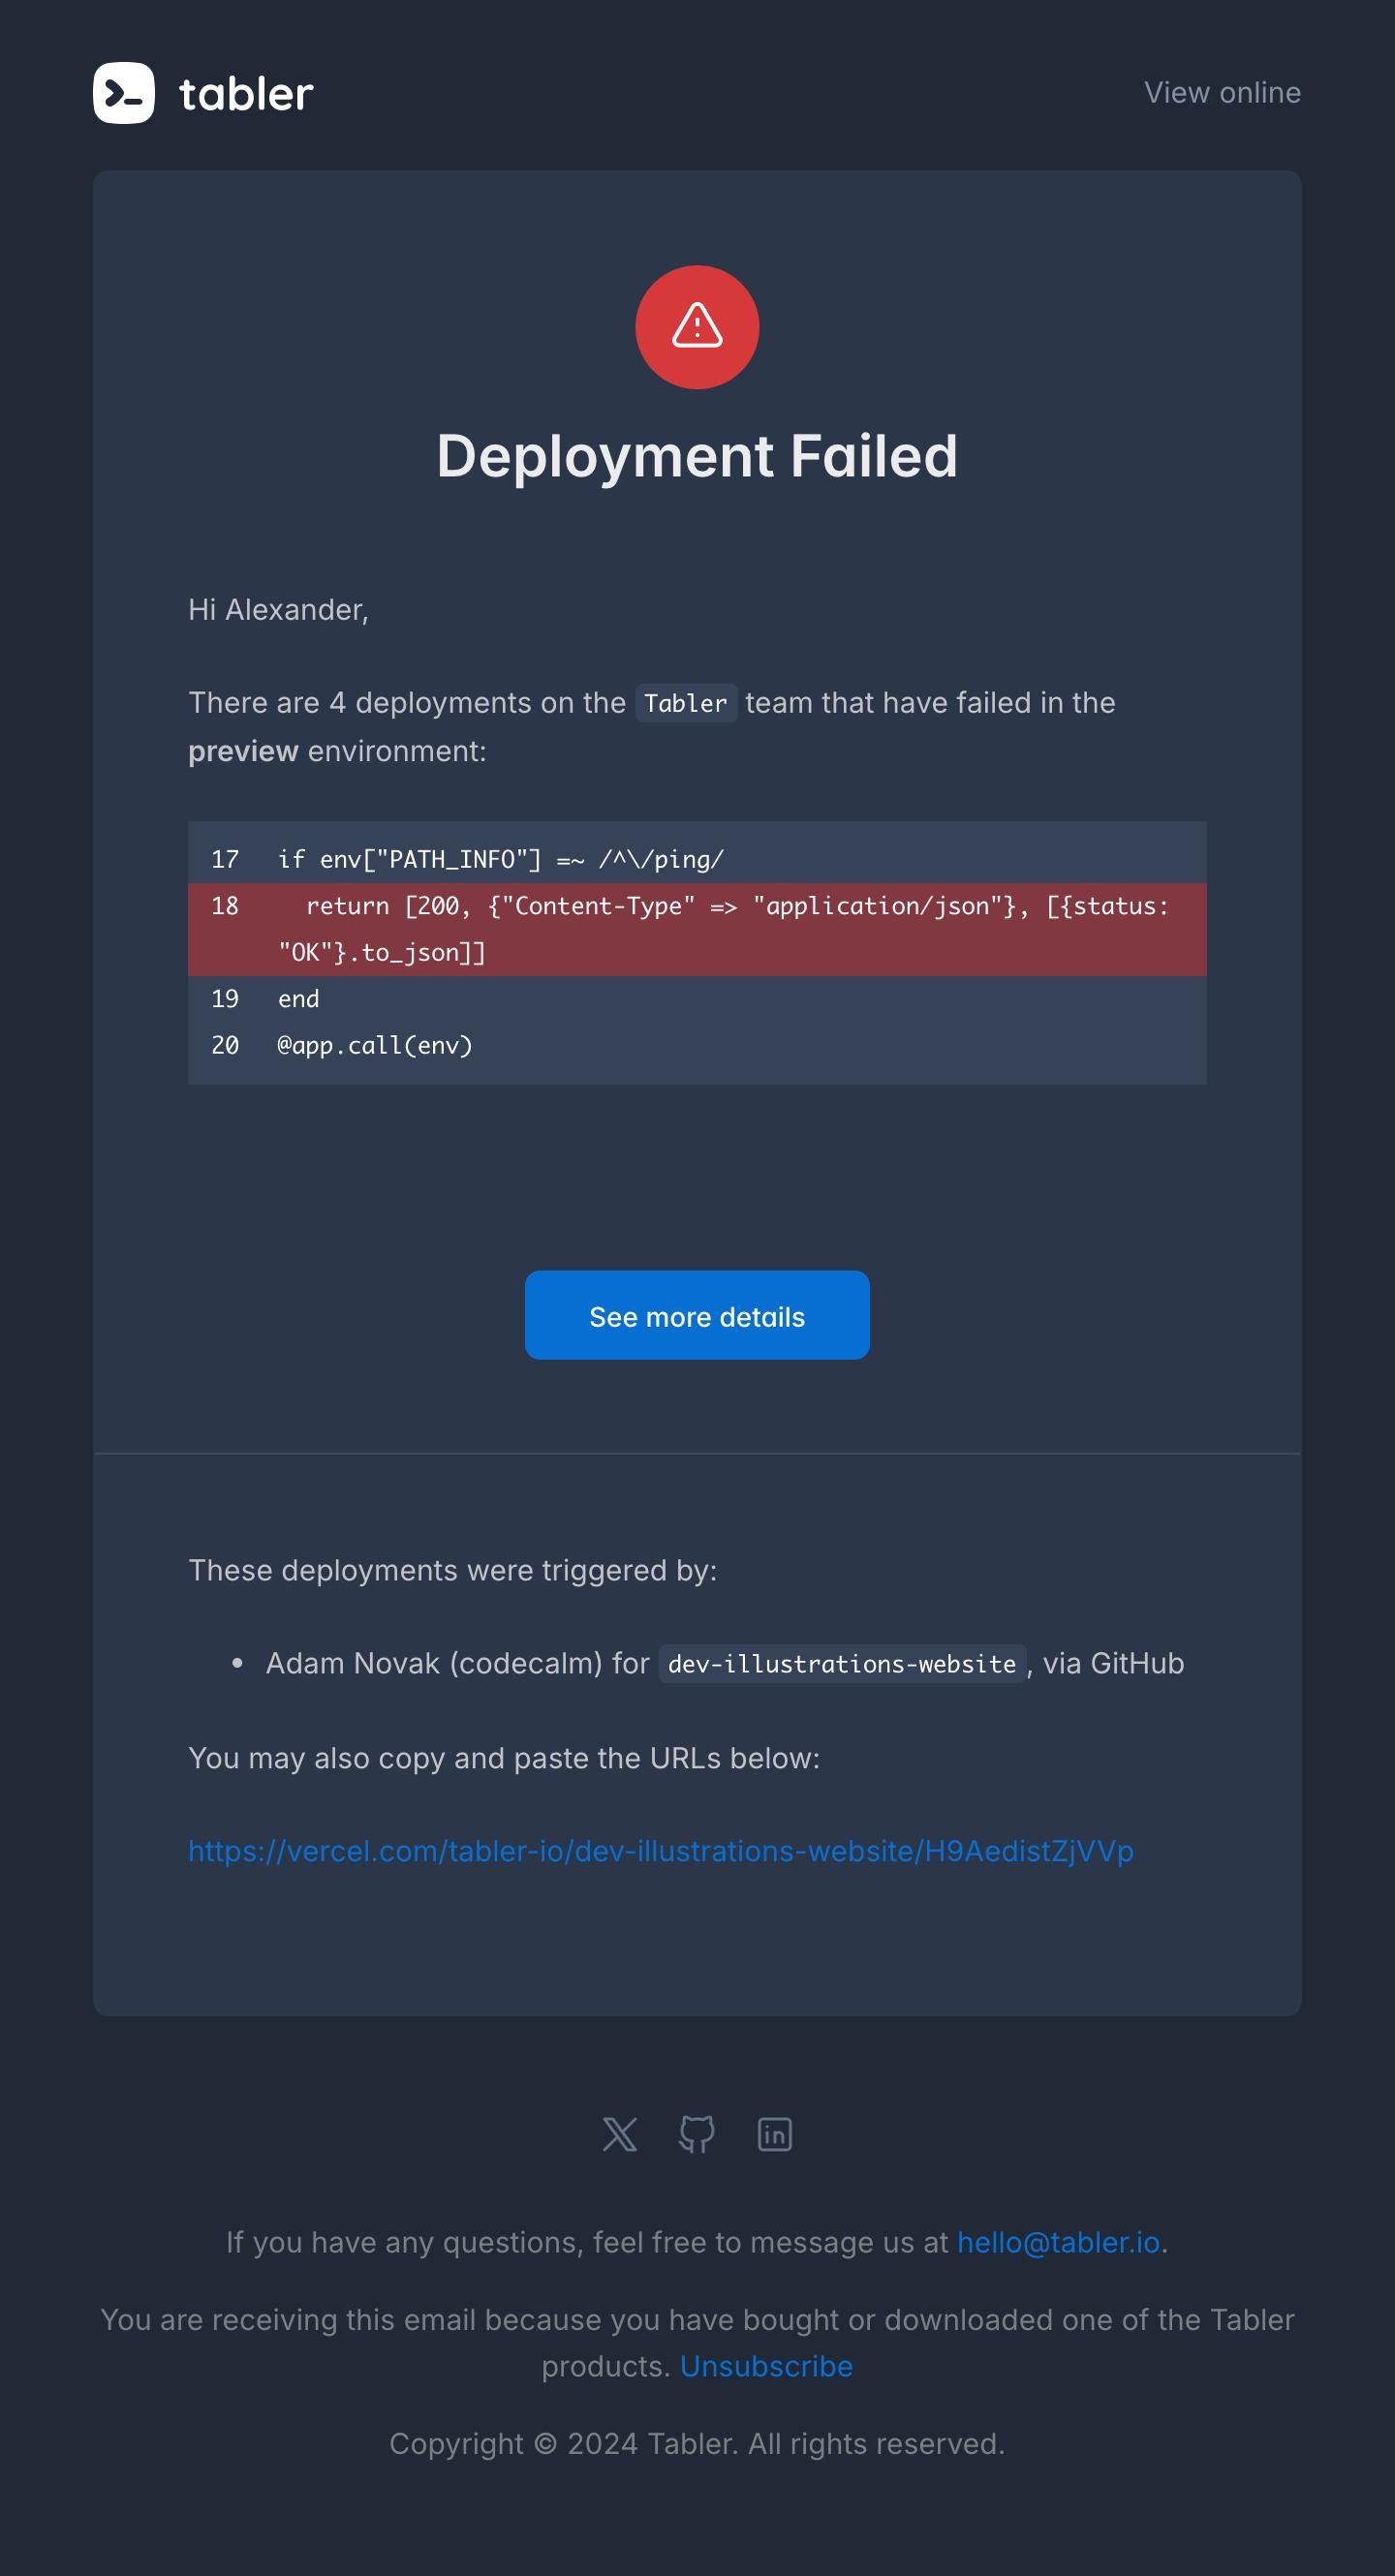 tabler
View online
Deployment Failed
Hi Alexander,
There are 4 deployments on the Tabler team that have failed in the
preview environment:
17 if env["PATH_INFO"] =~ /^\/ping/
18 return [200, {"Content-Type" => "application/json"}, [{status:
"OK"}.to_json]]
19 end
20 @app.call(env)
See more details
These deployments were triggered by:
• Adam Novak (codecalm) for dev-illustrations-website, via GitHub
You may also copy and paste the URLs below:
https://vercel.com/tabler-io/dev-illustrations-website/H9AedistZjVVp
If you have any questions, feel free to message us at hello@tabler.io.
You are receiving this email because you have bought or downloaded one of the Tabler
products. Unsubscribe
Copyright © 2024 Tabler. All rights reserved.